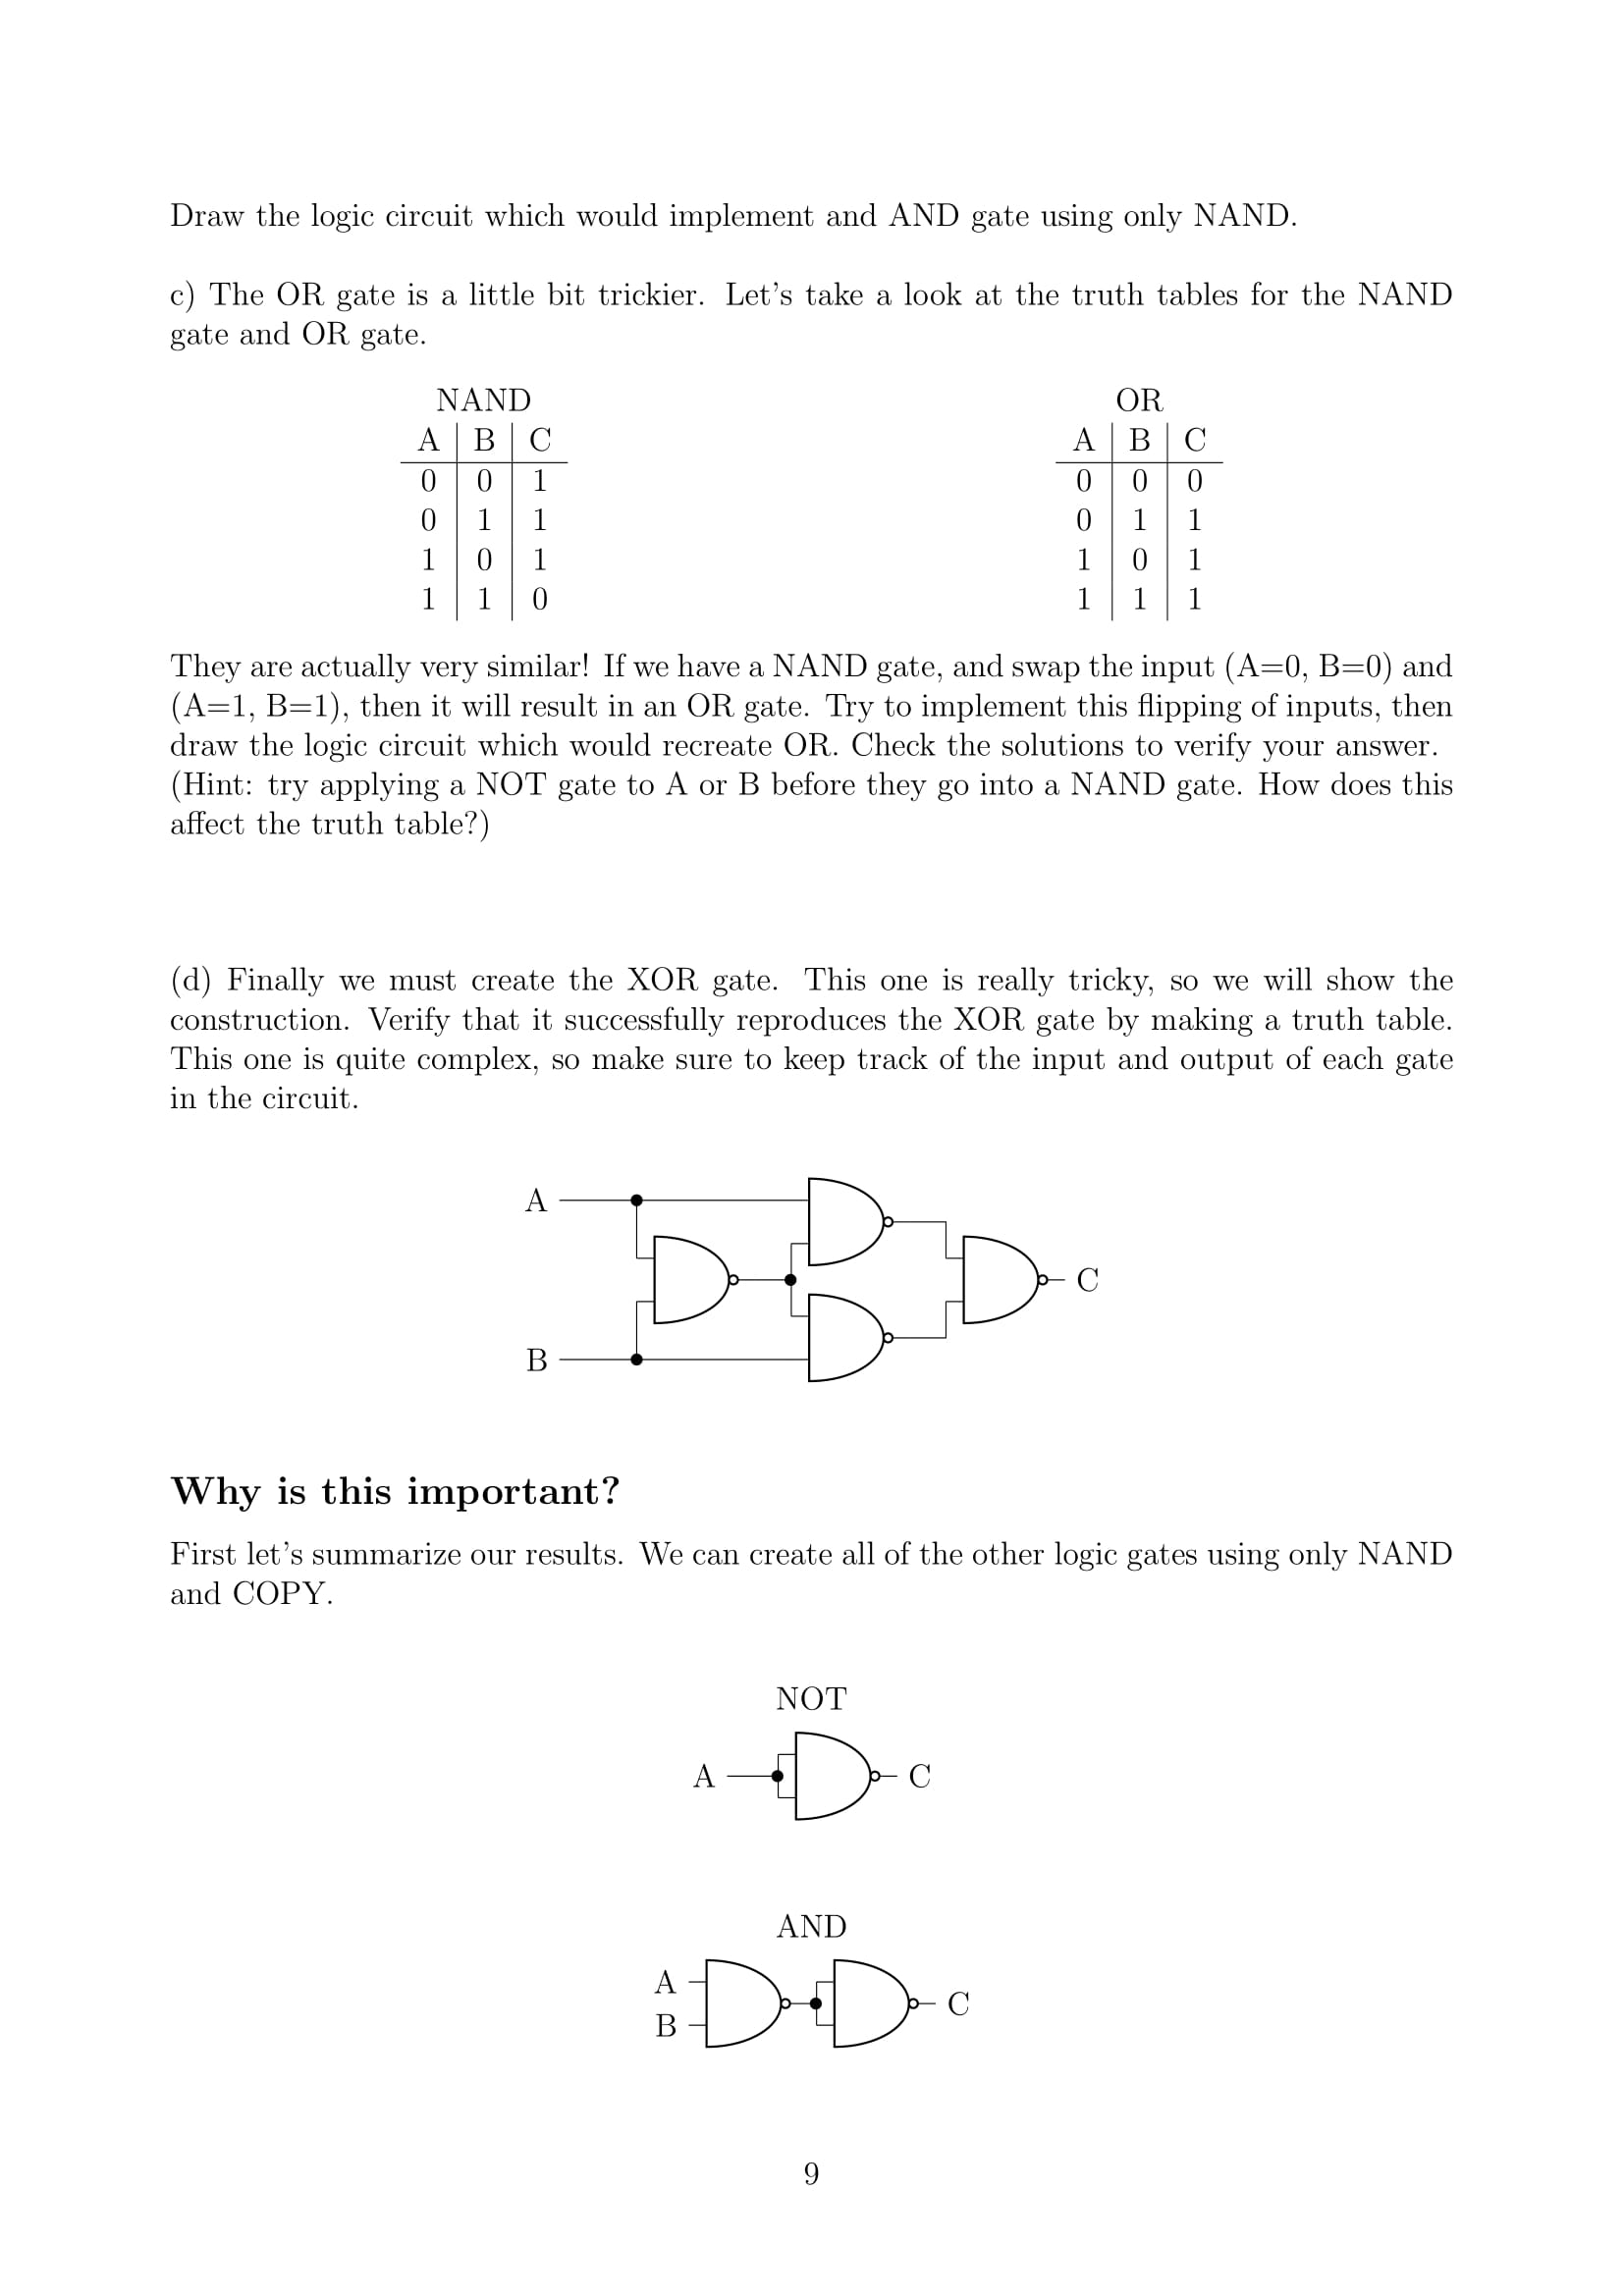 Draw the logic circuit which would implement and AND gate using only NAND.
c) The OR gate is a little bit trickier. Let's take a look at the truth tables for the NAND
gate and OR gate.
NAND
A B C
0 0 1
0 1 1
1 0 1
1 1 0
OR
A B C
0 0 0
0 1 1
1 0 1
1 1 1
They are actually very similar! If we have a NAND gate, and swap the input (A=0, B=0) and
(A=1, B=1), then it will result in an OR gate. Try to implement this flipping of inputs, then
draw the logic circuit which would recreate OR. Check the solutions to verify your answer.
(Hint: try applying a NOT gate to A or B before they go into a NAND gate. How does this
affect the truth table?)
(d) Finally we must create the XOR gate. This one is really tricky, so we will show the
construction. Verify that it successfully reproduces the XOR gate by making a truth table.
This one is quite complex, so make sure to keep track of the input and output of each gate
in the circuit.
A
C
B
Why is this important?
First let's summarize our results. We can create all of the other logic gates using only NAND
and COPY.
NOT
A C
AND
A
B
C
9